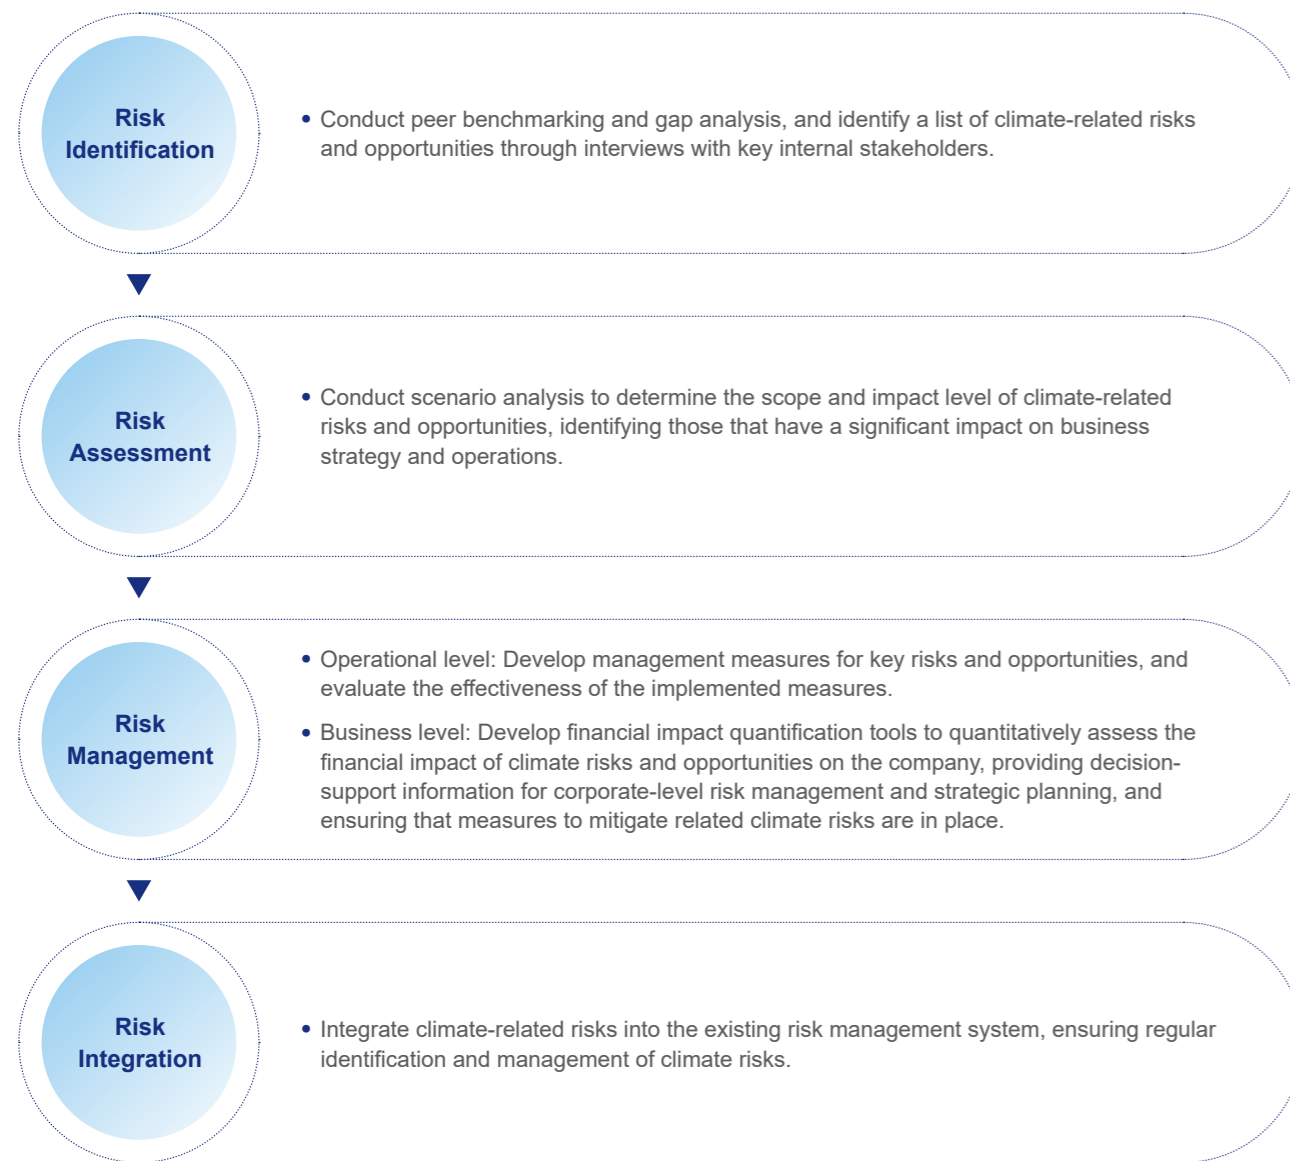 Risk
Identification
• Conduct peer benchmarking and gap analysis, and identify a list of climate-related risks
and opportunities through interviews with key internal stakeholders.
Risk
Assessment
• Conduct scenario analysis to determine the scope and impact level of climate-related
risks and opportunities, identifying those that have a significant impact on business
strategy and operations.
Risk
Management
• Operational level: Develop management measures for key risks and opportunities, and
evaluate the effectiveness of the implemented measures.
• Business level: Develop financial impact quantification tools to quantitatively assess the
financial impact of climate risks and opportunities on the company, providing decision-
support information for corporate-level risk management and strategic planning, and
ensuring that measures to mitigate related climate risks are in place.
Risk
Integration
• Integrate climate-related risks into the existing risk management system, ensuring regular
identification and management of climate risks.